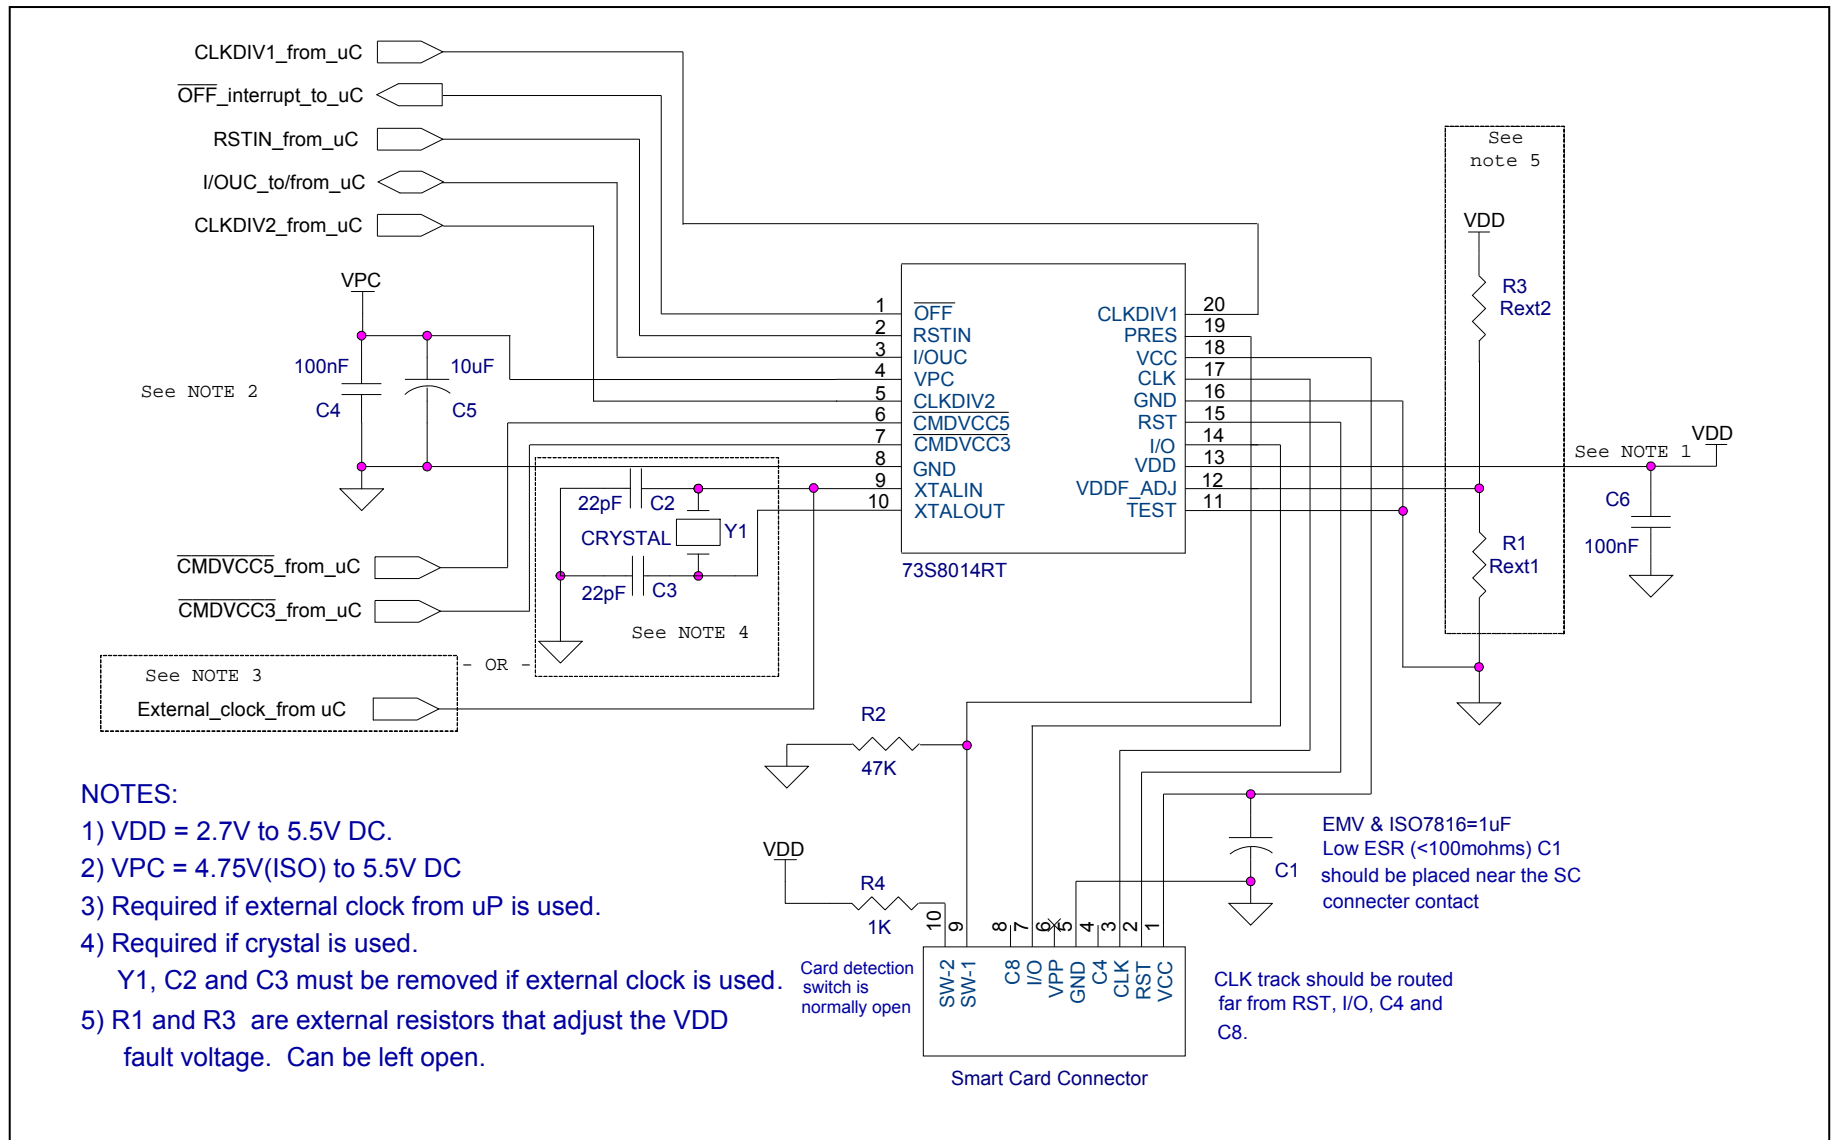 CLKDIV1_from_uC
OFF_interrupt_to_uC
RSTIN_from_uC
I/OUC_to/from_uC
CLKDIV2_from_uC
VPC
100nF
C4
10uF
C5
See NOTE 2
1
2
3
4
5
6
7
8
9
10
OFF
RSTIN
I/OUC
VPC
CLKDIV2
CMDVCC5
CMDVCC3
GND
XTALIN
XTALOUT
CLKDIV1
PRES
VCC
CLK
GND
RST
I/O
VDD
VDDF_ADJ
TEST
20
19
18
17
16
15
14
13
12
11
73S8014RT
See
note 5
VDD
R3
Rext2
R1
Rext1
See NOTE 1
VDD
C6
100nF
22pF
C2
CRYSTAL
Y1
22pF
C3
See NOTE 4
CMDVCC5_from_uC
CMDVCC3_from_uC
- OR -
See NOTE 3
External_clock_from uC
R2
47K
VDD
R4
1K
C1
EMV & ISO7816=1uF
Low ESR (<100mohms) C1
should be placed near the SC
connecter contact
10
9
8
7
6
5
4
3
2
1
SW-2
SW-1
C8
I/O
VPP
GND
C4
CLK
RST
VCC
Card detection
switch is
normally open
CLK track should be routed
far from RST, I/O, C4 and
C8.
Smart Card Connector
NOTES:
1) VDD = 2.7V to 5.5V DC.
2) VPC = 4.75V(ISO) to 5.5V DC
3) Required if external clock from uP is used.
4) Required if crystal is used.
Y1, C2 and C3 must be removed if external clock is used.
5) R1 and R3 are external resistors that adjust the VDD
fault voltage. Can be left open.